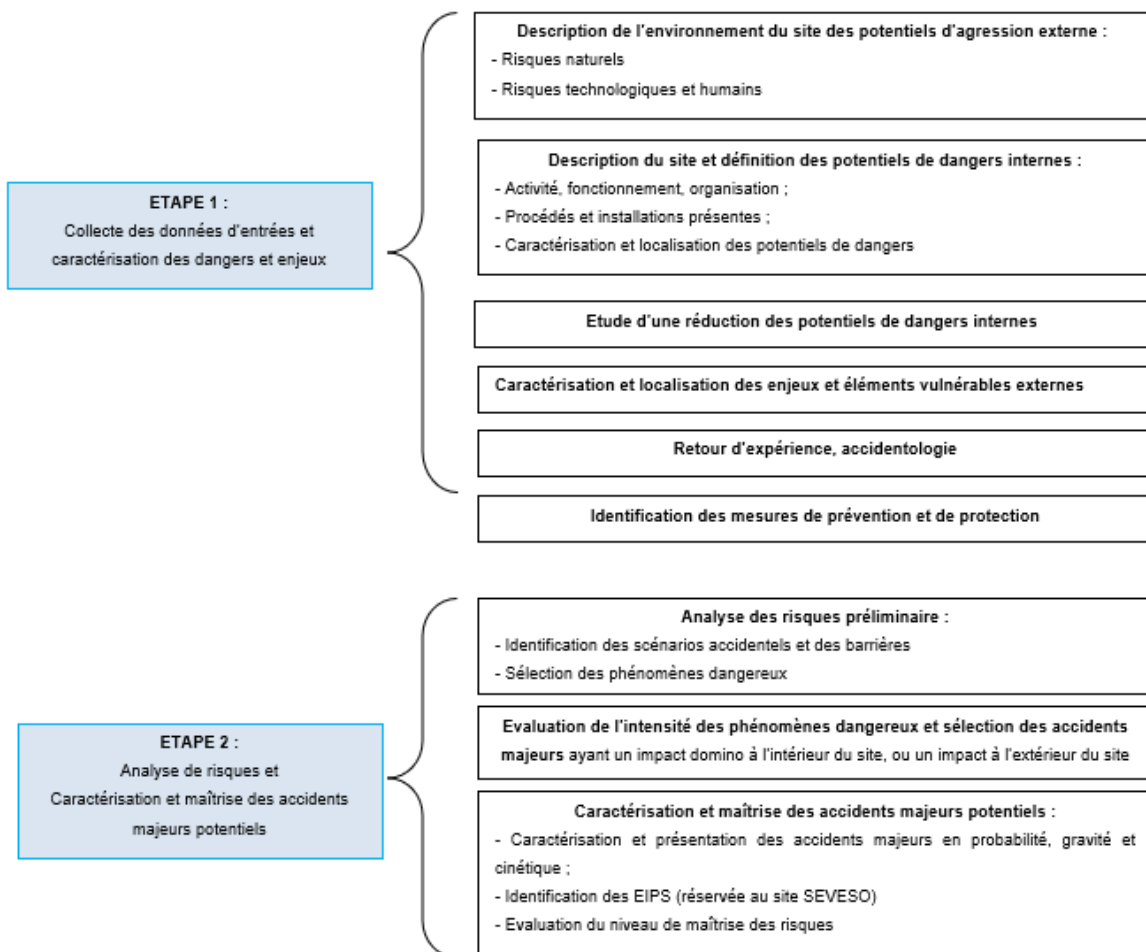 Description de l'environnement du site des potentiels d'agression externe :
- Risques naturels
- Risques technologiques et humains
Description du site et définition des potentiels de dangers internes :
- Activité, fonctionnement, organisation ;
- Procédés et installations présentes ;
- Caractérisation et localisation des potentiels de dangers
ETAPE 1 :
Collecte des données d'entrées et
caractérisation des dangers et enjeux
Etude d'une réduction des potentiels de dangers internes
Caractérisation et localisation des enjeux et éléments vulnérables externes
Retour d'expérience, accidentologie
Identification des mesures de prévention et de protection
Analyse des risques préliminaire :
- Identification des scénarios accidentels et des barrières
- Sélection des phénomènes dangereux
ETAPE 2 :
Analyse de risques et
Caractérisation et maîtrise des accidents
majeurs potentiels
Evaluation de l'intensité des phénomènes dangereux et sélection des accidents
majeurs ayant un impact domino à l'intérieur du site, ou un impact à l'extérieur du site
Caractérisation et maîtrise des accidents majeurs potentiels :
- Caractérisation et présentation des accidents majeurs en probabilité, gravité et
cinétique ;
- Identification des EIPS (réservée au site SEVESO)
- Evaluation du niveau de maîtrise des risques